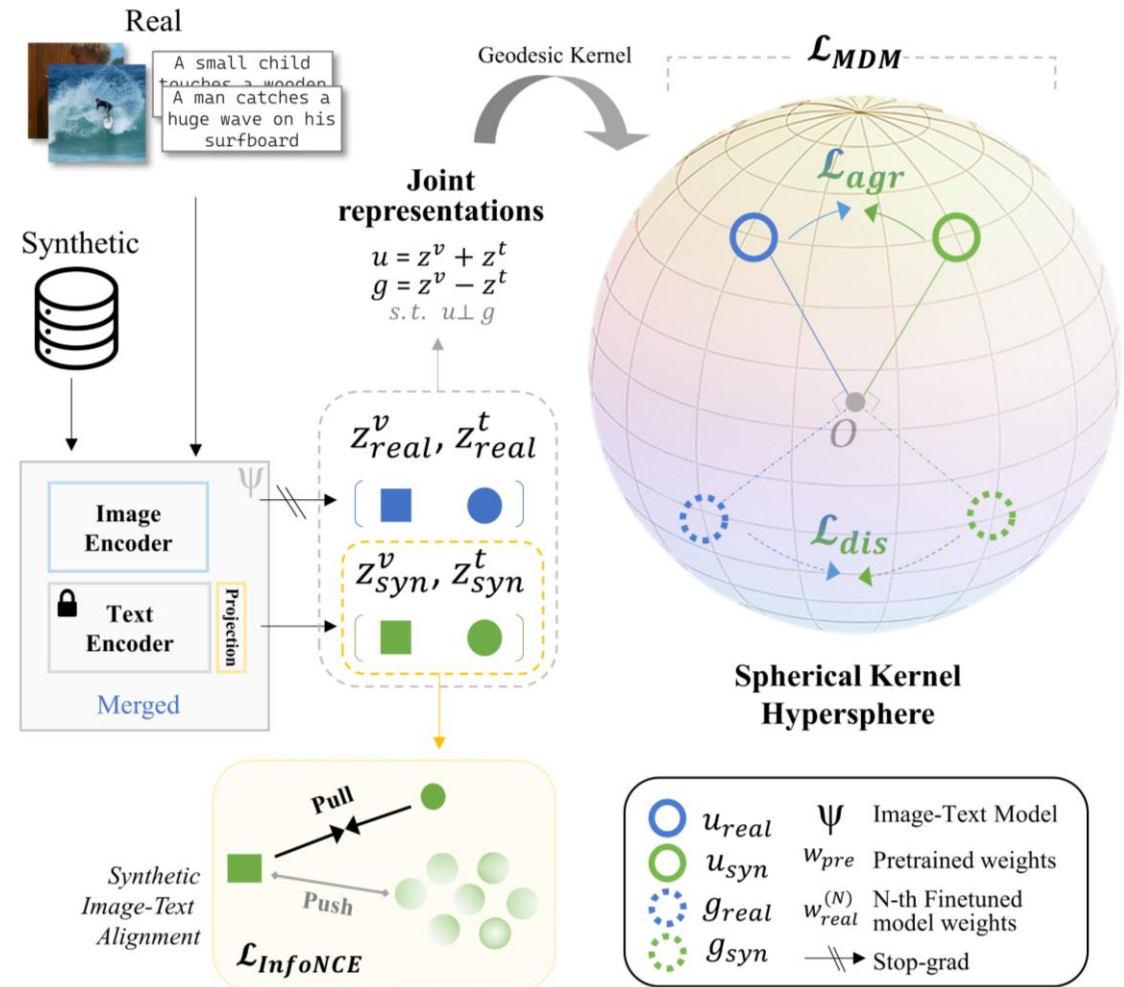 Real
A small child
touches a wooden
A man catches a
huge wave on his
surfboard
Geodesic Kernel
ℒ_MDM
Joint
representations
u = z^v + z^t
g = z^v − z^t
s.t. u⊥ g
Synthetic
ℒ_agr
O
ℒ_dis
Spherical Kernel
Hypersphere
Ψ
Image
Encoder
Text
Encoder
Projection
Merged
z^v_real, z^t_real
z^v_syn, z^t_syn
Pull
Push
Synthetic
Image-Text
Alignment
ℒ_InfoNCE
u_real
u_syn
g_real
g_syn
Ψ Image-Text Model
w_pre Pretrained weights
w^(N)_real N-th Finetuned
model weights
Stop-grad